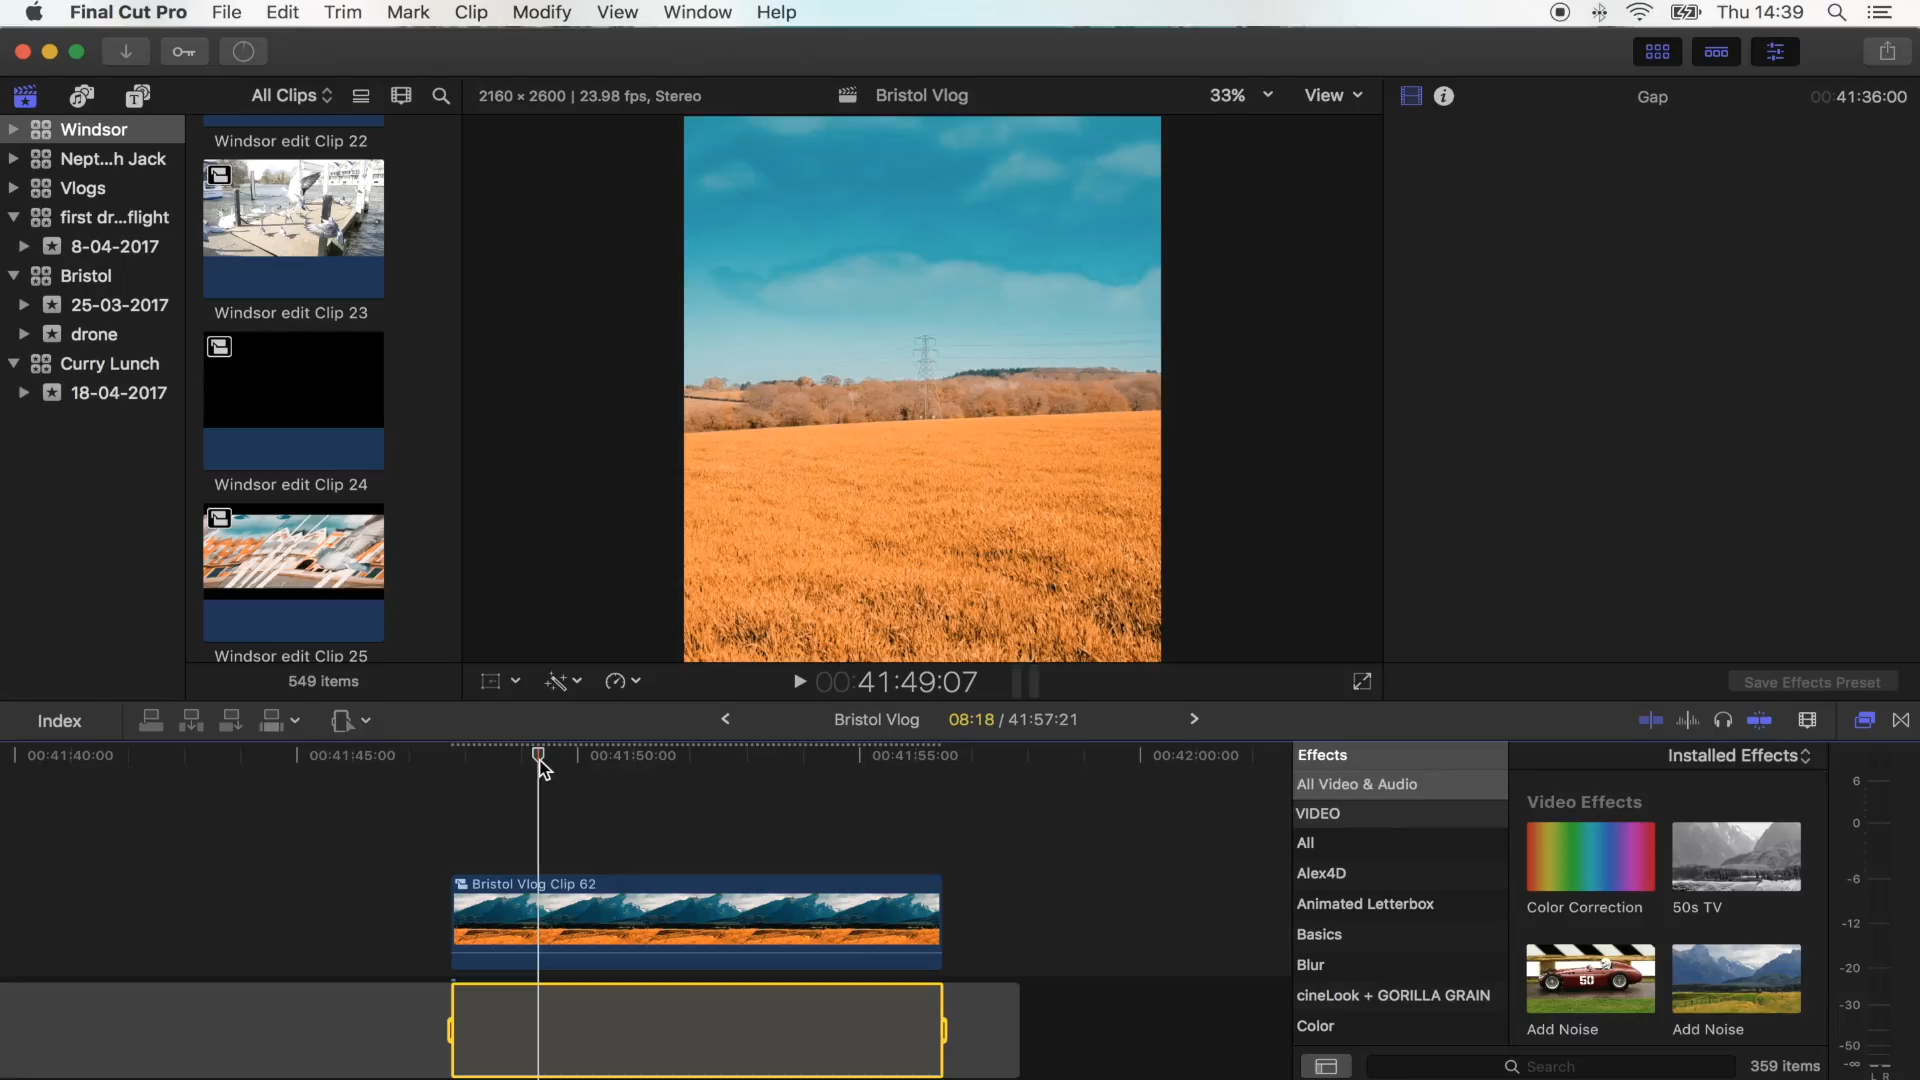 Final Cut Pro File Edit Trim Mark Clip Modify View Window Help Thu 14:39
All Clips 2160 × 2600 | 23.98 fps, Stereo Bristol Vlog 33% View Gap 00:41:36:00
Windsor
Nept...h Jack
Vlogs
first dr...flight
8-04-2017
Bristol
25-03-2017
drone
Curry Lunch
18-04-2017
Windsor edit Clip 22
Windsor edit Clip 23
Windsor edit Clip 24
Windsor edit Clip 25
549 items
00:41:49:07
Save Effects Preset
Index Bristol Vlog 08:18 / 41:57:21
00:41:40:00 00:41:45:00 00:41:50:00 00:41:55:00 00:42:00:00
Bristol Vlog Clip 62
Effects Installed Effects
All Video & Audio
VIDEO
All
Alex4D
Animated Letterbox
Basics
Blur
cineLook + GORILLA GRAIN
Color
Video Effects
Color Correction 50s TV
50
Add Noise Add Noise
Search 359 items
6
0
-6
-12
-20
-30
-50
-∞
L R